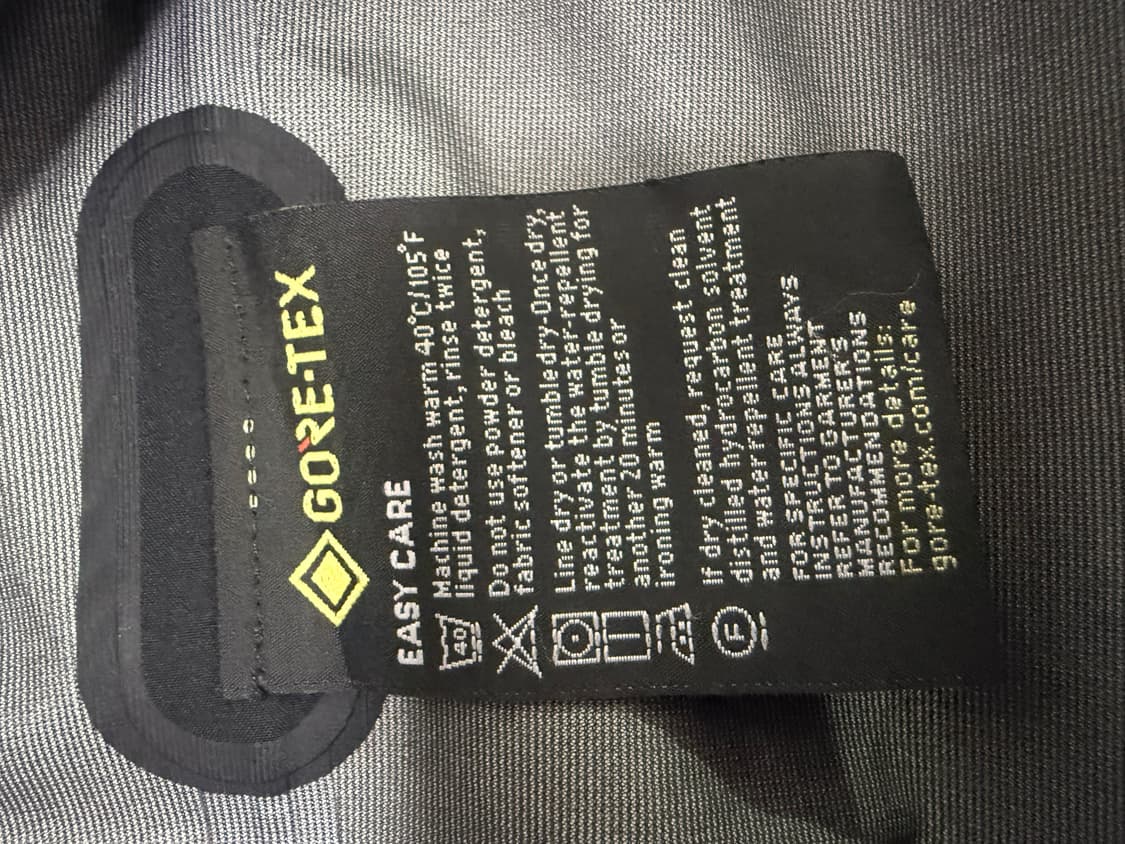 GORE-TEX
EASY CARE
40 Machine wash warm 40°C/105°F
liquid detergent, rinse twice
Do not use powder detergent,
fabric softener or bleach
Line dry or tumble dry-Once dry,
reactivate the water-repellent
treatment by tumble drying for
another 20 minutes or
ironing warm
F If dry cleaned, request clean
distilled hydrocarbon solvent
and water repellent treatment
FOR SPECIFIC CARE
INSTRUCTIONS ALWAYS
REFER TO GARMENT
MANUFACTURER'S
RECOMMENDATIONS
For more details:
gore-tex.com/care